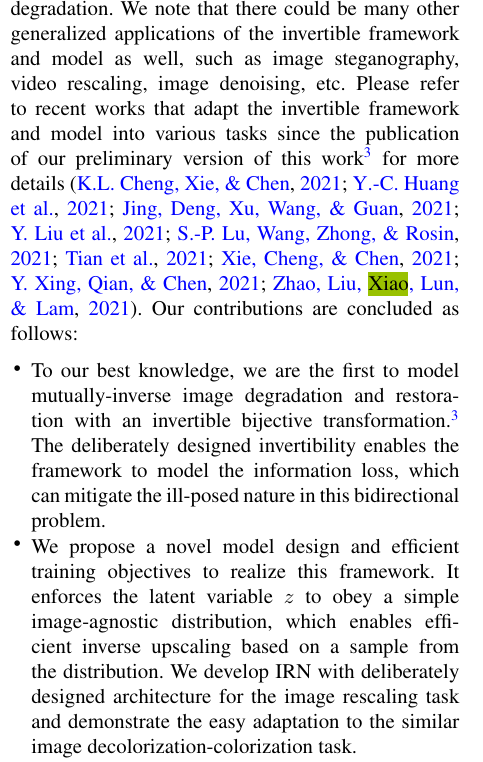 degradation. We note that there could be many other
generalized applications of the invertible framework
and model as well, such as image steganography,
video rescaling, image denoising, etc. Please refer
to recent works that adapt the invertible framework
and model into various tasks since the publication
of our preliminary version of this work3 for more
details (K.L. Cheng, Xie, & Chen, 2021; Y.-C. Huang
et al., 2021; Jing, Deng, Xu, Wang, & Guan, 2021;
Y. Liu et al., 2021; S.-P. Lu, Wang, Zhong, & Rosin,
2021; Tian et al., 2021; Xie, Cheng, & Chen, 2021;
Y. Xing, Qian, & Chen, 2021; Zhao, Liu, Xiao, Lun,
& Lam, 2021). Our contributions are concluded as
follows:
• To our best knowledge, we are the first to model
mutually-inverse image degradation and restora-
tion with an invertible bijective transformation.3
The deliberately designed invertibility enables the
framework to model the information loss, which
can mitigate the ill-posed nature in this bidirectional
problem.
• We propose a novel model design and efficient
training objectives to realize this framework. It
enforces the latent variable z to obey a simple
image-agnostic distribution, which enables effi-
cient inverse upscaling based on a sample from
the distribution. We develop IRN with deliberately
designed architecture for the image rescaling task
and demonstrate the easy adaptation to the similar
image decolorization-colorization task.